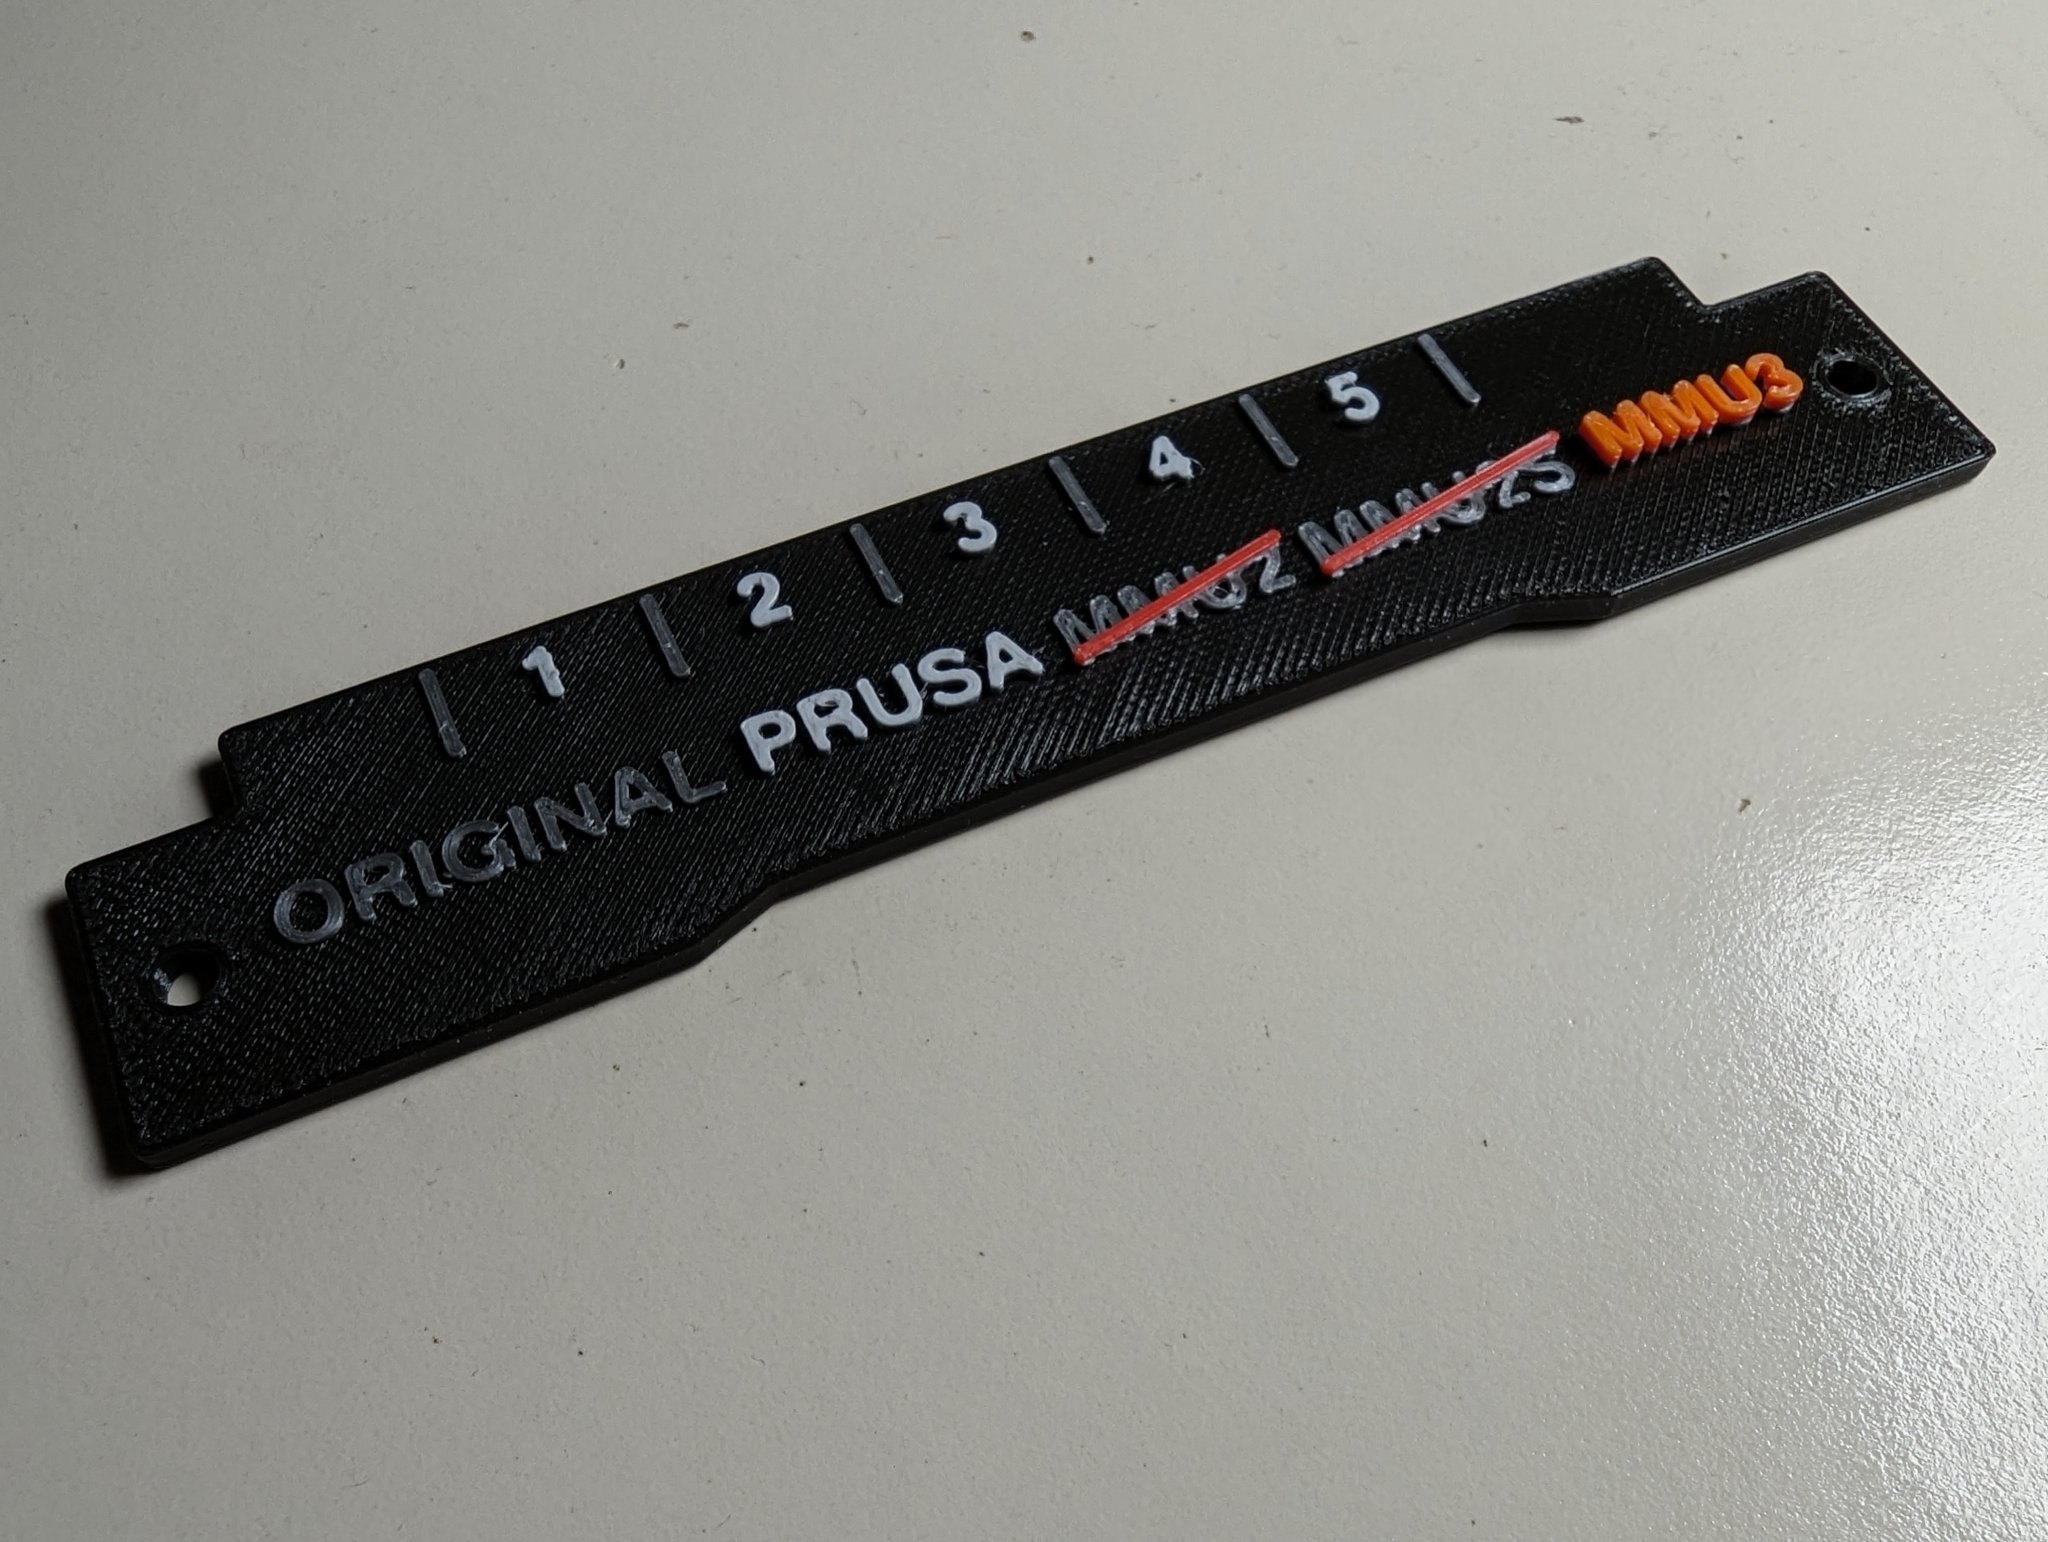 1 2 3 4 5
ORIGINAL PRUSA MMU2 MMU2S MMU3